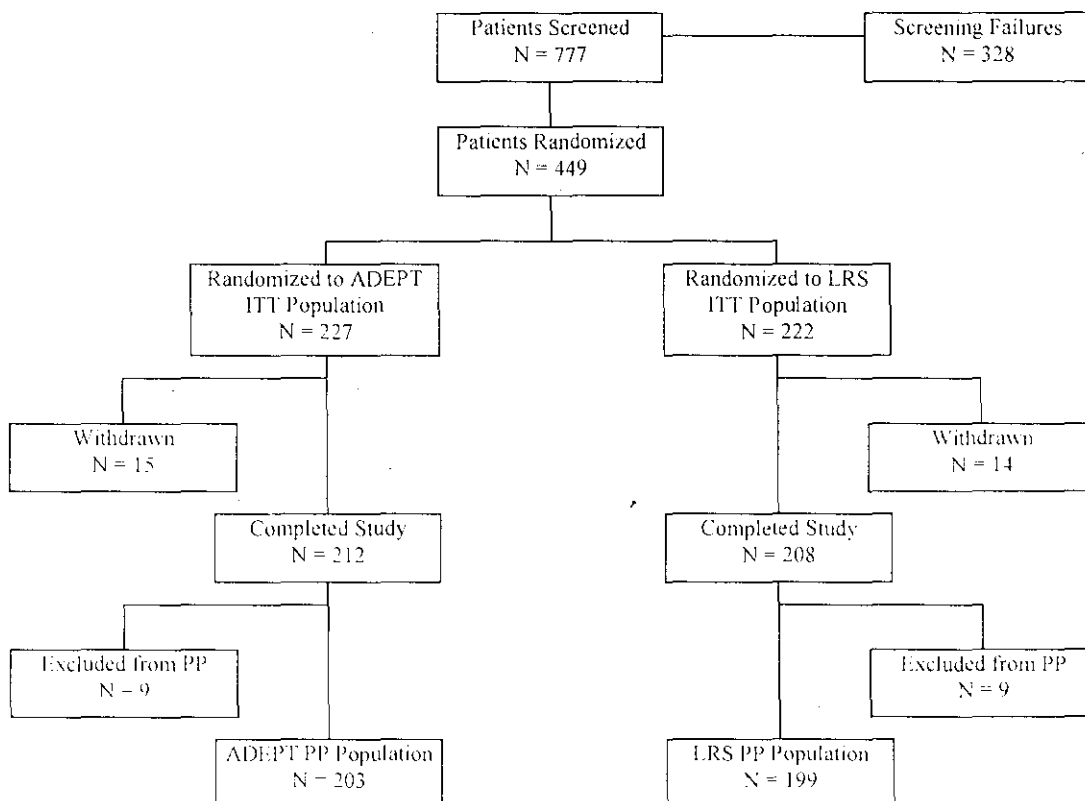 Patients Screened
N = 777
Screening Failures
N = 328
Patients Randomized
N = 449
Randomized to ADEPT
ITT Population
N = 227
Randomized to LRS
ITT Population
N = 222
Withdrawn
N = 15
Withdrawn
N = 14
Completed Study
N = 212
Completed Study
N = 208
Excluded from PP
N = 9
Excluded from PP
N = 9
ADEPT PP Population
N = 203
LRS PP Population
N = 199